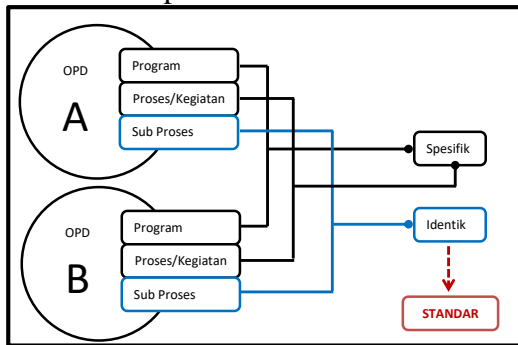 OPD
A
Program
Proses/Kegiatan
Sub Proses
Spesifik
OPD
B
Program
Proses/Kegiatan
Sub Proses
Identik
STANDAR